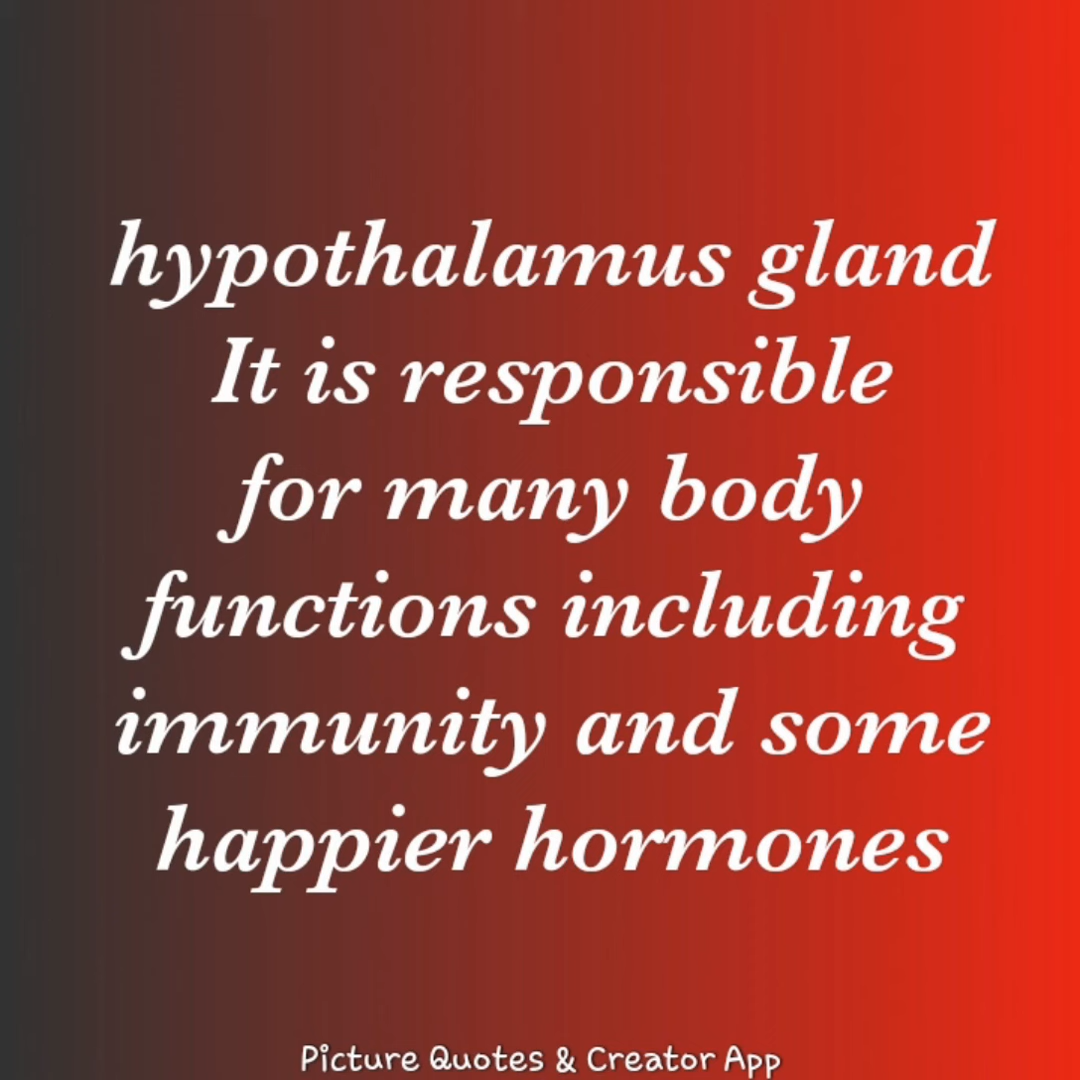 hypothalamus gland
It is responsible
for many body
functions including
immunity and some
happier hormones
Picture Quotes & Creator App